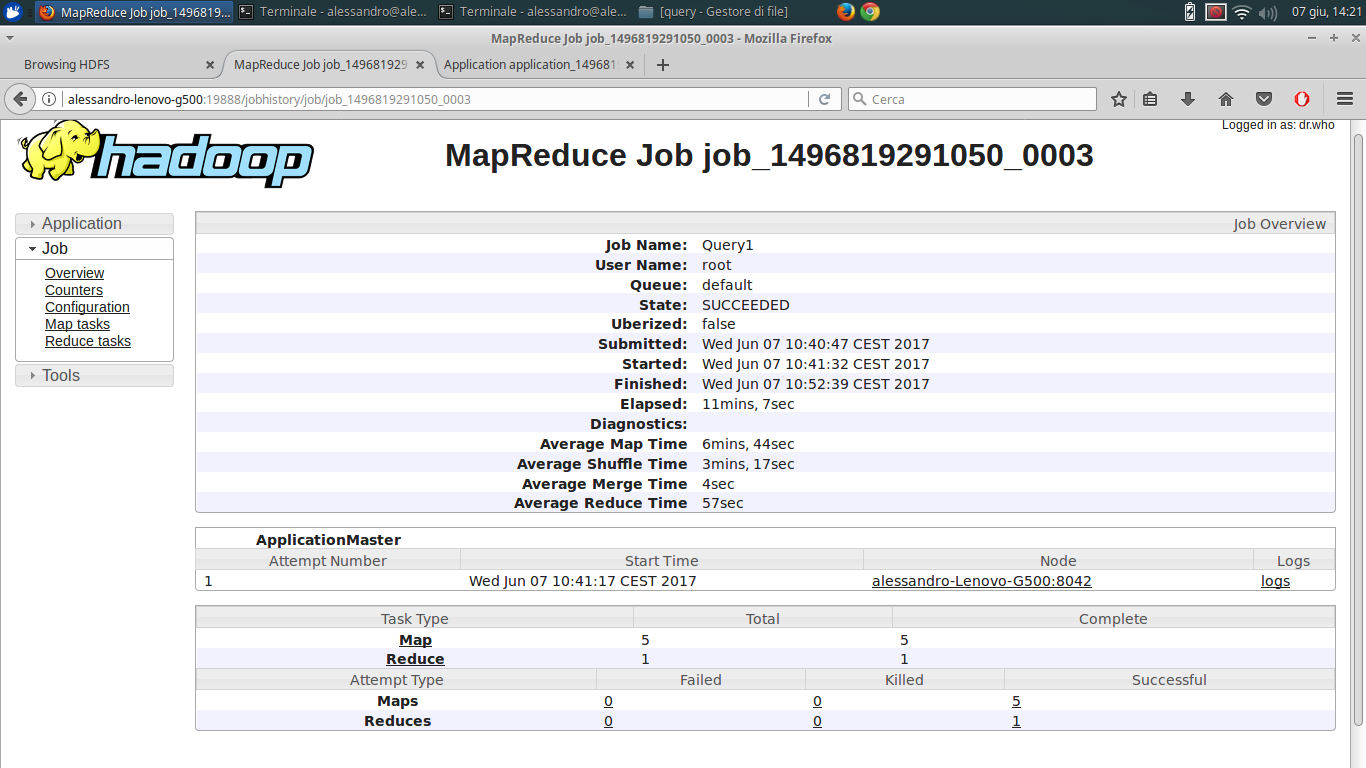 MapReduce Job job_1496819... Terminale - alessandro@ale... Terminale - alessandro@ale... [query - Gestore di file] 07 giu, 14:21
MapReduce Job job_1496819291050_0003 - Mozilla Firefox
Browsing HDFS MapReduce Job job_149681929 Application application_149681
alessandro-lenovo-g500:19888/jobhistory/job/job_1496819291050_0003 Cerca
Logged in as: dr.who
hadoop MapReduce Job job_1496819291050_0003
Application
Job
Overview
Counters
Configuration
Map tasks
Reduce tasks
Tools
Job Overview
Job Name: Query1
User Name: root
Queue: default
State: SUCCEEDED
Uberized: false
Submitted: Wed Jun 07 10:40:47 CEST 2017
Started: Wed Jun 07 10:41:32 CEST 2017
Finished: Wed Jun 07 10:52:39 CEST 2017
Elapsed: 11mins, 7sec
Diagnostics:
Average Map Time 6mins, 44sec
Average Shuffle Time 3mins, 17sec
Average Merge Time 4sec
Average Reduce Time 57sec
ApplicationMaster
Attempt Number Start Time Node Logs
1 Wed Jun 07 10:41:17 CEST 2017 alessandro-Lenovo-G500:8042 logs
Task Type Total Complete
Map 5 5
Reduce 1 1
Attempt Type Failed Killed Successful
Maps 0 0 5
Reduces 0 0 1